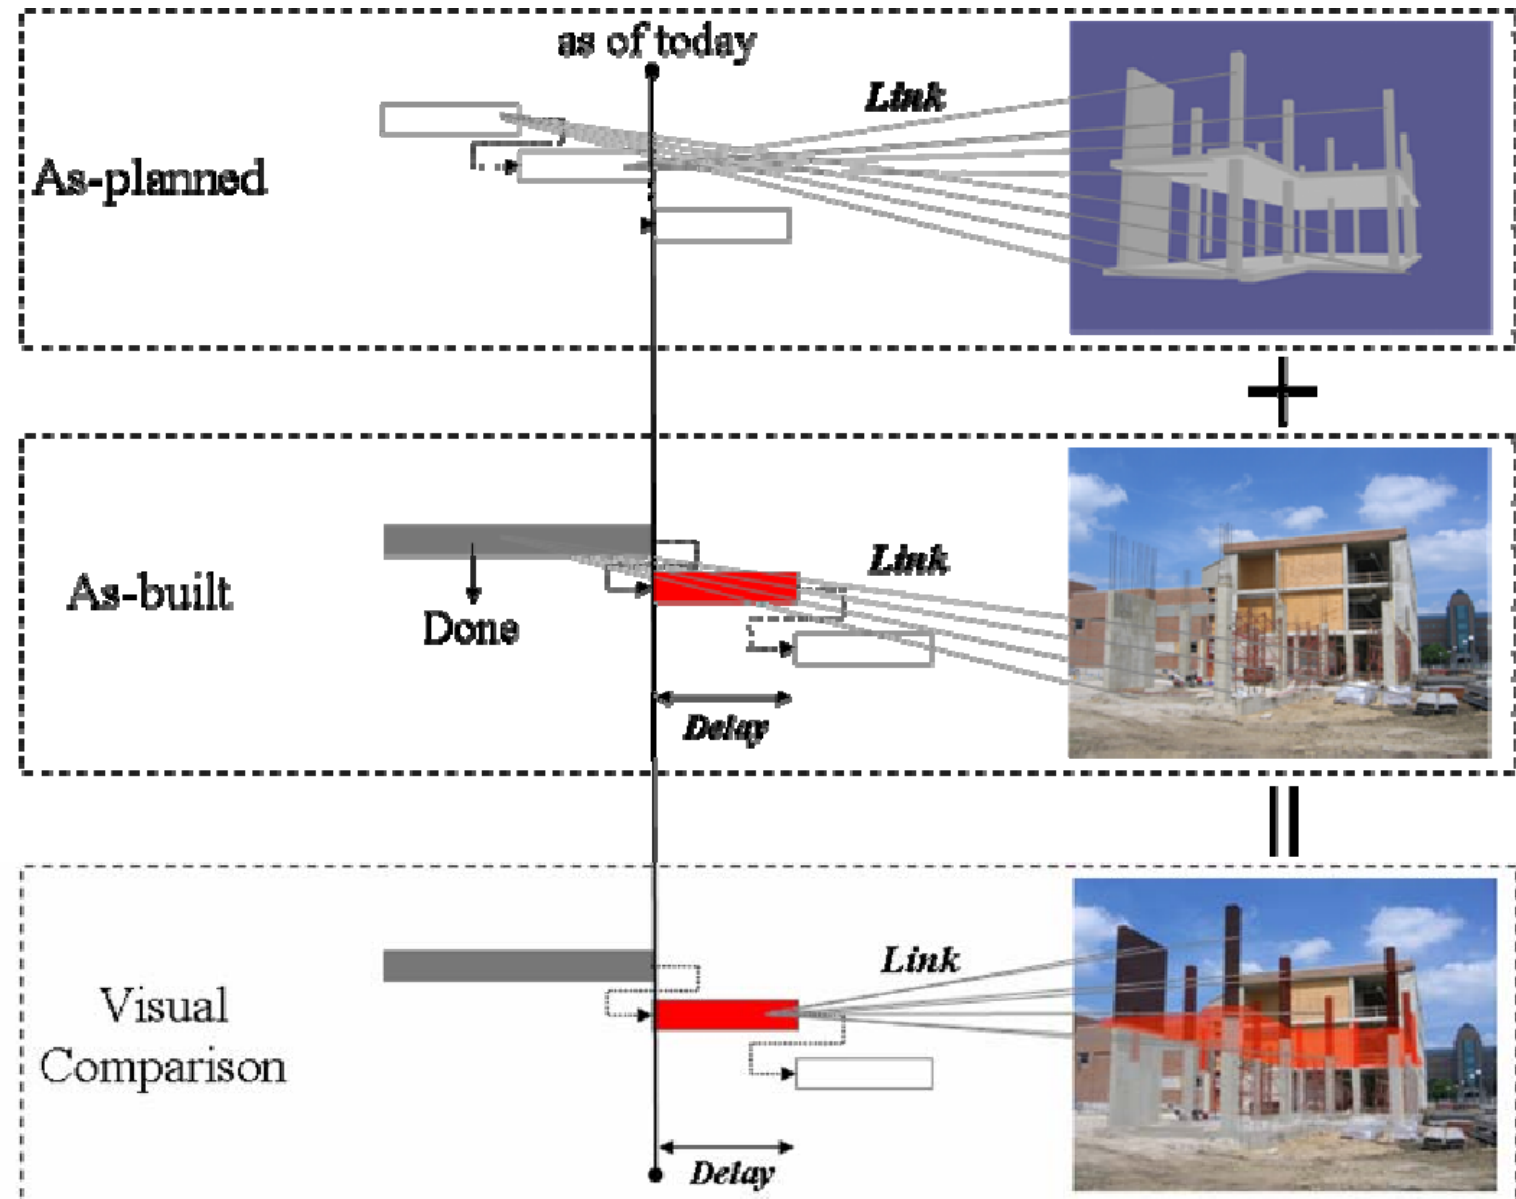 as of today
Link
As-planned
+
Link
As-built
Done
Delay
=
Link
Visual
Comparison
Delay